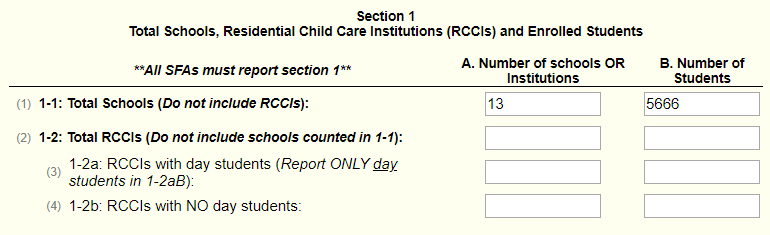 Section 1
Total Schools, Residential Child Care Institutions (RCCIs) and Enrolled Students
**All SFAs must report section 1**
A. Number of schools OR Institutions
B. Number of Students
(1) 1-1: Total Schools (Do not include RCCIs): 13 5666
(2) 1-2: Total RCCIs (Do not include schools counted in 1-1):
(3) 1-2a: RCCIs with day students (Report ONLY day
students in 1-2aB):
(4) 1-2b: RCCIs with NO day students: